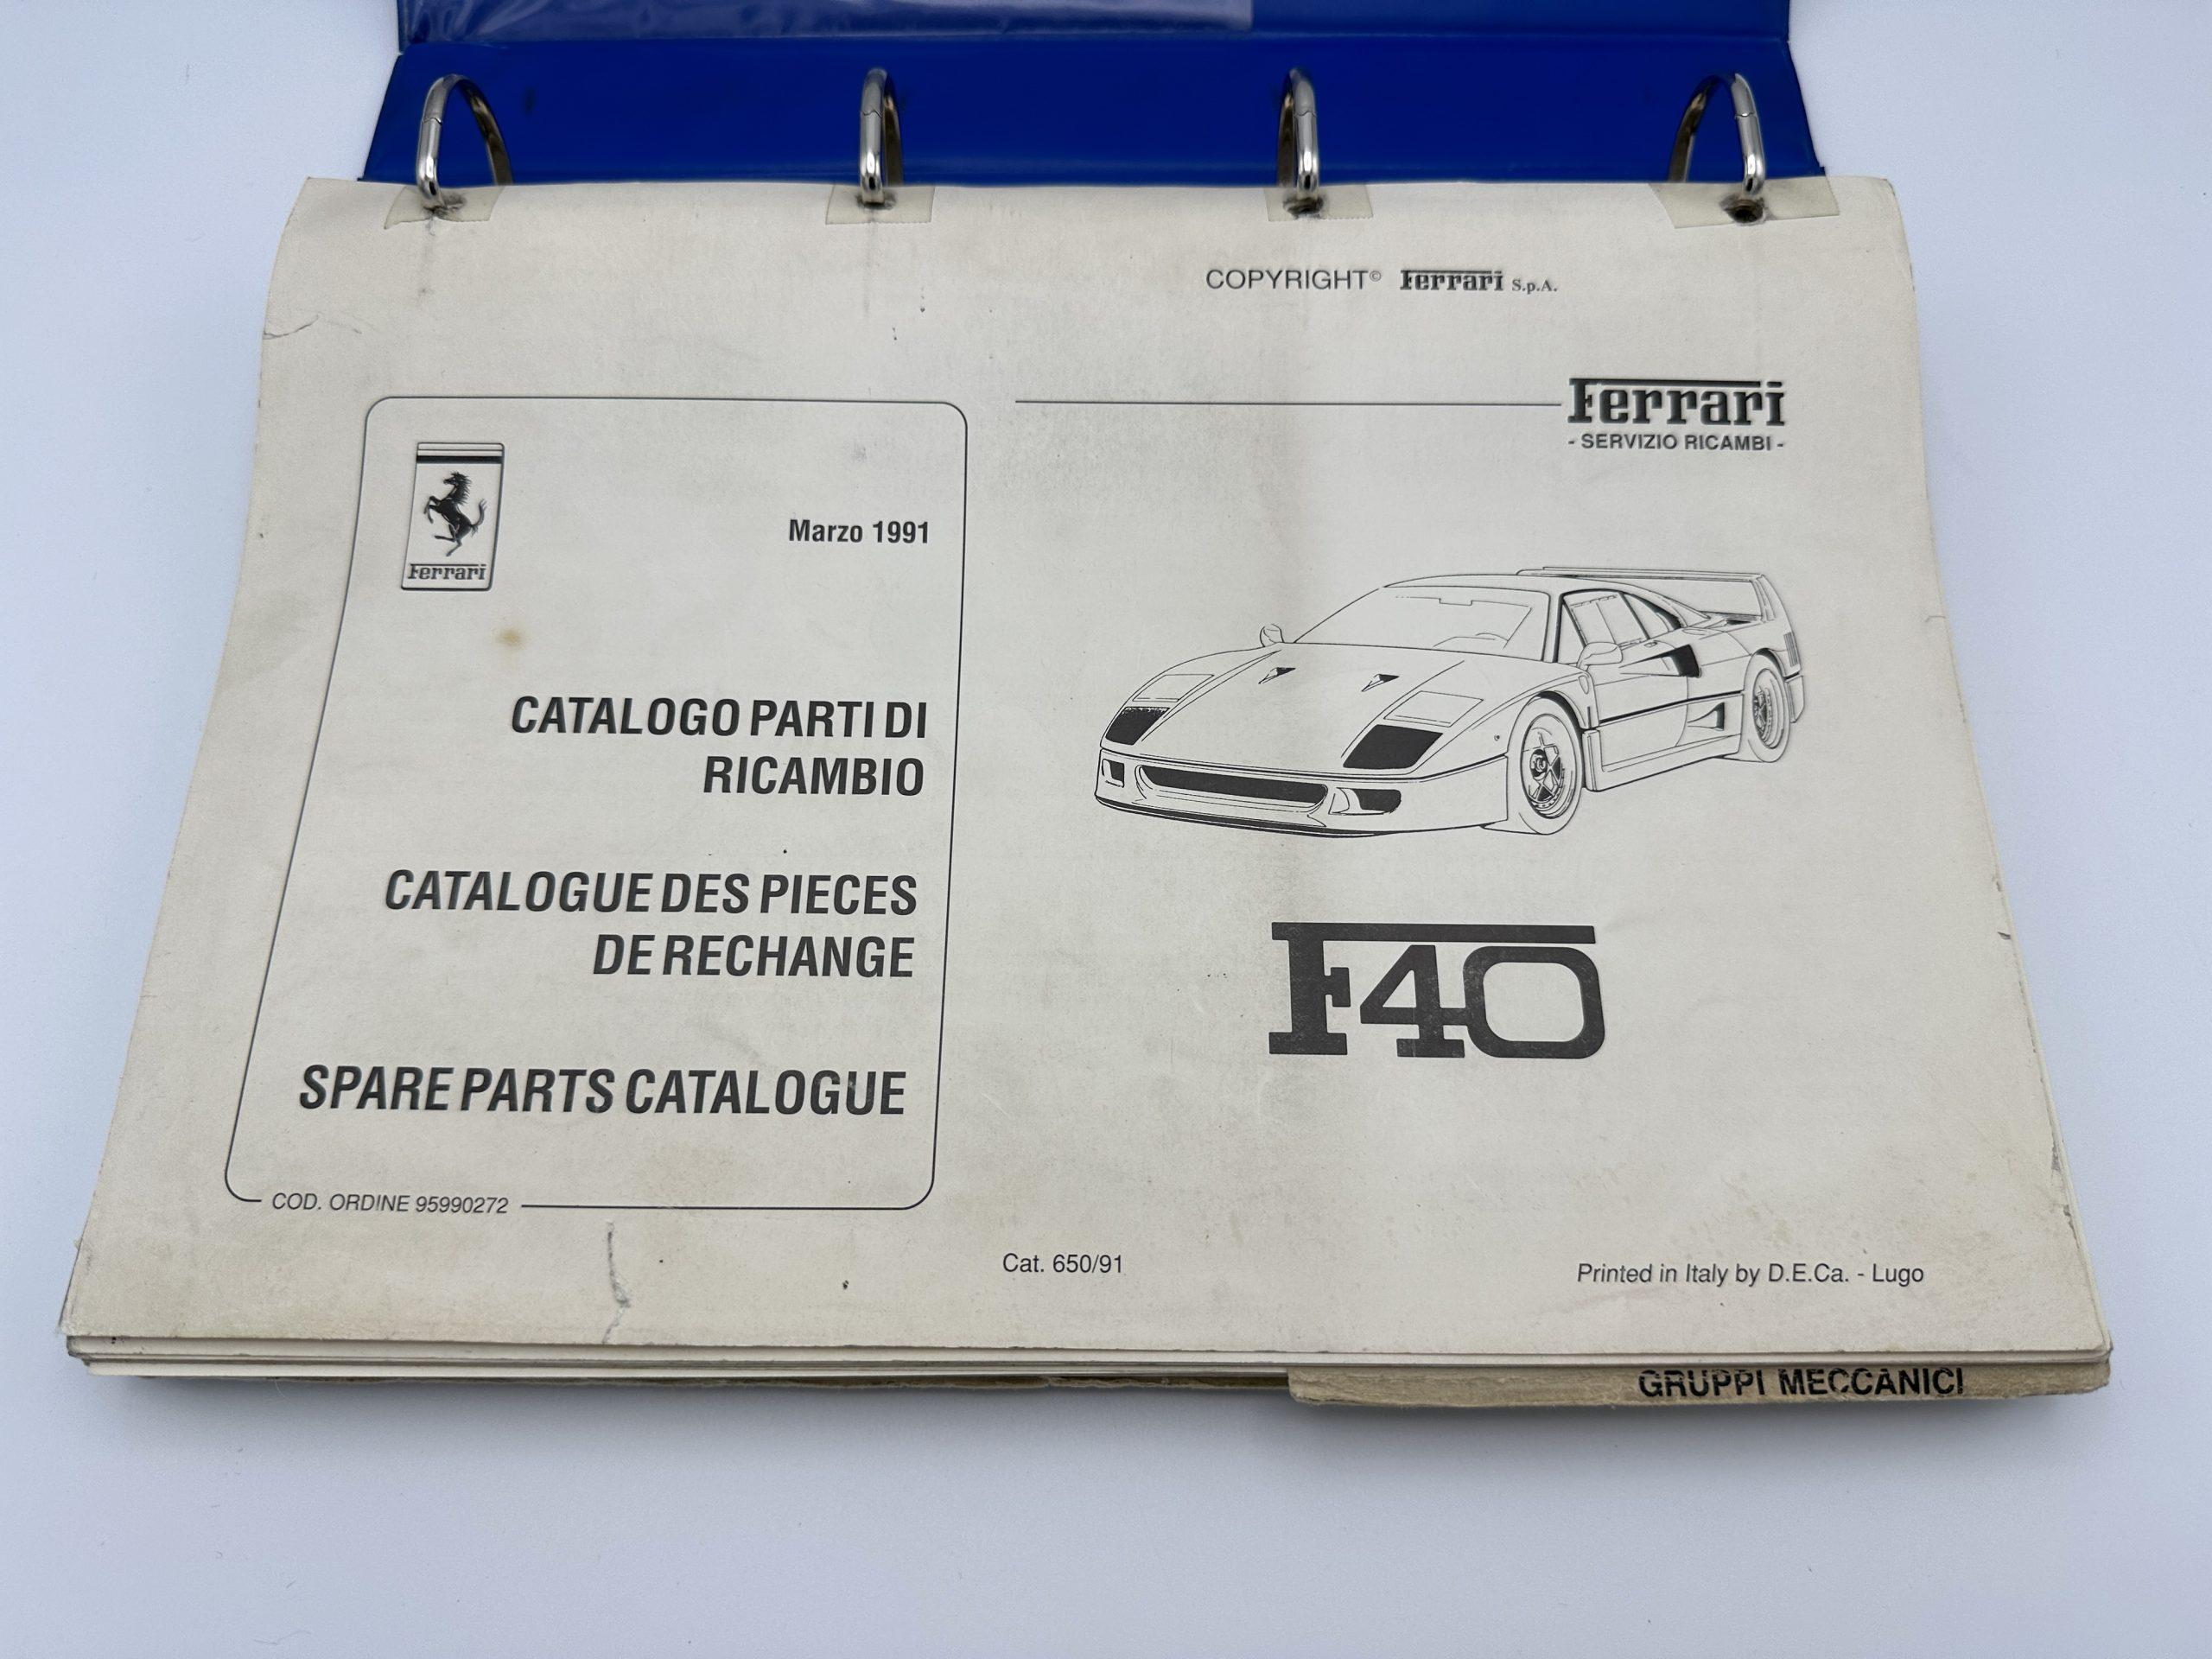 COPYRIGHT© Ferrari S.p.A.
Ferrari
- SERVIZIO RICAMBI -
Ferrari
Marzo 1991
CATALOGO PARTI DI
RICAMBIO
CATALOGUE DES PIECES
DE RECHANGE
SPARE PARTS CATALOGUE
COD. ORDINE 95990272
F40
Cat. 650/91
Printed in Italy by D.E.Ca. - Lugo
GRUPPI MECCANICI